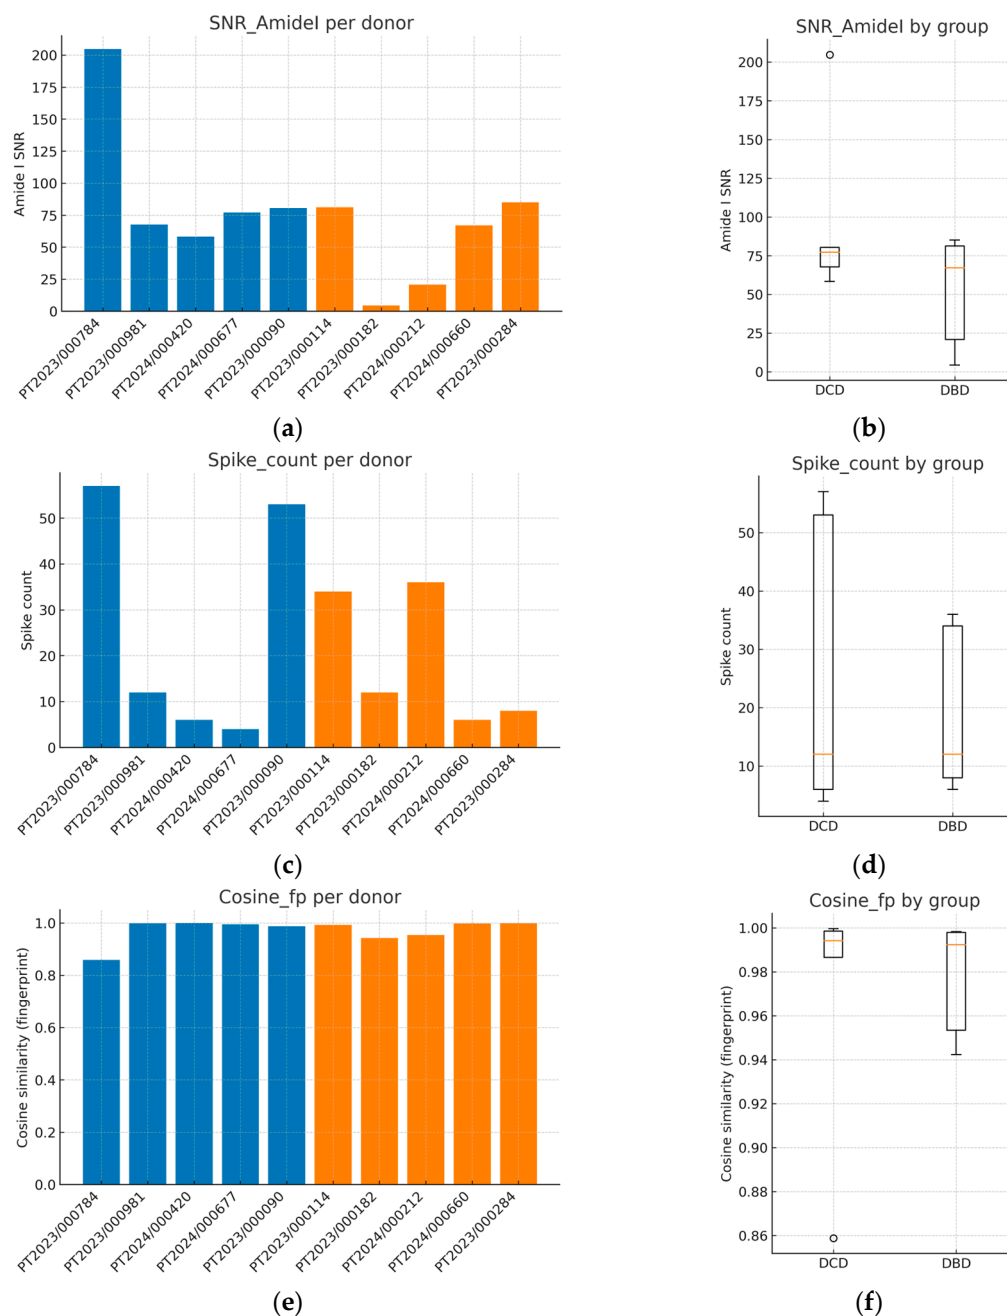 SNR_AmideI per donor
Amide I SNR
200
175
150
125
100
75
50
25
0
PT2023/000784
PT2023/000981
PT2024/000420
PT2024/000677
PT2023/000090
PT2023/000114
PT2023/000182
PT2024/000212
PT2024/000660
PT2023/000284
(a)
SNR_AmideI by group
Amide I SNR
200
175
150
125
100
75
50
25
0
DCD
DBD
(b)
Spike_count per donor
Spike count
50
40
30
20
10
0
PT2023/000784
PT2023/000981
PT2024/000420
PT2024/000677
PT2023/000090
PT2023/000114
PT2023/000182
PT2024/000212
PT2024/000660
PT2023/000284
(c)
Spike_count by group
Spike count
50
40
30
20
10
DCD
DBD
(d)
Cosine_fp per donor
Cosine similarity (fingerprint)
1.0
0.8
0.6
0.4
0.2
0.0
PT2023/000784
PT2023/000981
PT2024/000420
PT2024/000677
PT2023/000090
PT2023/000114
PT2023/000182
PT2024/000212
PT2024/000660
PT2023/000284
(e)
Cosine_fp by group
Cosine similarity (fingerprint)
1.00
0.98
0.96
0.94
0.92
0.90
0.88
0.86
DCD
DBD
(f)